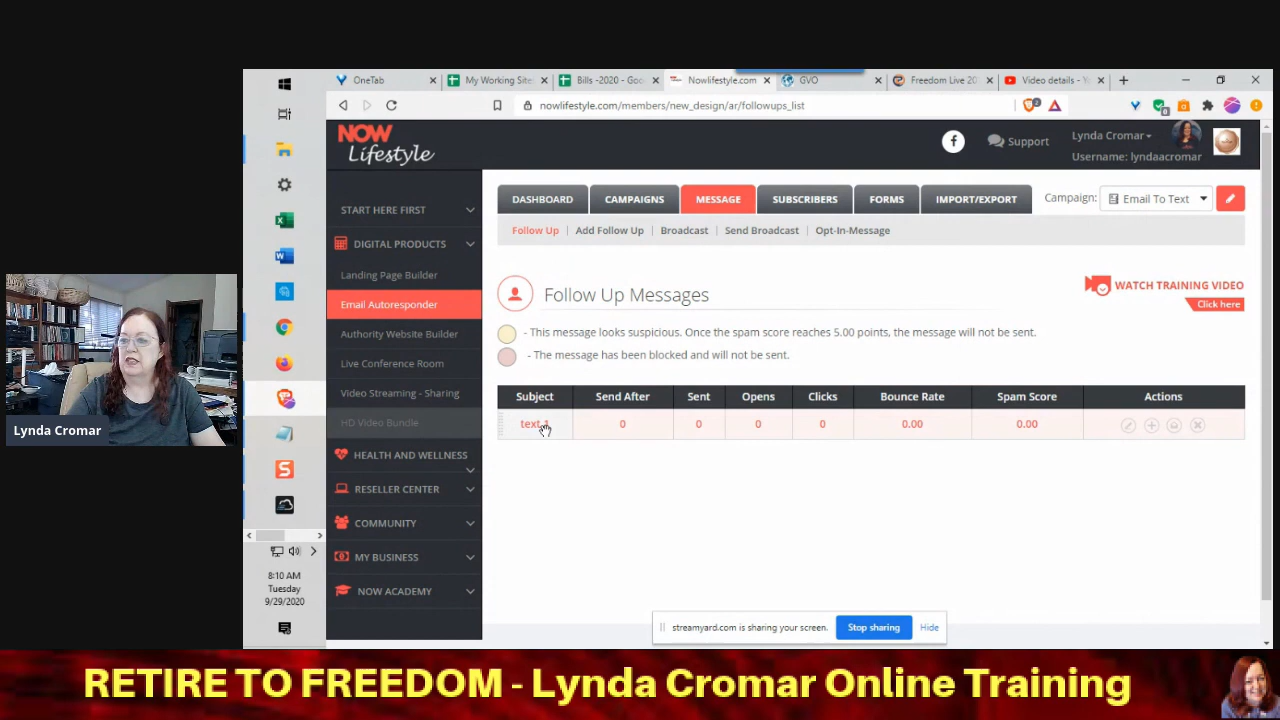 OneTab
My Working Site
Bills -2020 - Goo
Nowlifestyle.com
GVO
Freedom Live 20
Video details - Y
nowlifestyle.com/members/new_design/ar/followups_list
NOW
Lifestyle
Support
Lynda Cromar
Username: lyndaacromar
START HERE FIRST
DIGITAL PRODUCTS
Landing Page Builder
Email Autoresponder
Authority Website Builder
Live Conference Room
Video Streaming - Sharing
HD Video Bundle
HEALTH AND WELLNESS
RESELLER CENTER
COMMUNITY
MY BUSINESS
NOW ACADEMY
DASHBOARD CAMPAIGNS MESSAGE SUBSCRIBERS FORMS IMPORT/EXPORT
Campaign: Email To Text
Follow Up Add Follow Up Broadcast Send Broadcast Opt-In-Message
WATCH TRAINING VIDEO
Click here
Follow Up Messages
- This message looks suspicious. Once the spam score reaches 5.00 points, the message will not be sent.
- The message has been blocked and will not be sent.
Subject Send After Sent Opens Clicks Bounce Rate Spam Score Actions
text 0 0 0 0 0.00 0.00
8:10 AM
Tuesday
9/29/2020
streamyard.com is sharing your screen. Stop sharing Hide
Lynda Cromar
RETIRE TO FREEDOM - Lynda Cromar Online Training